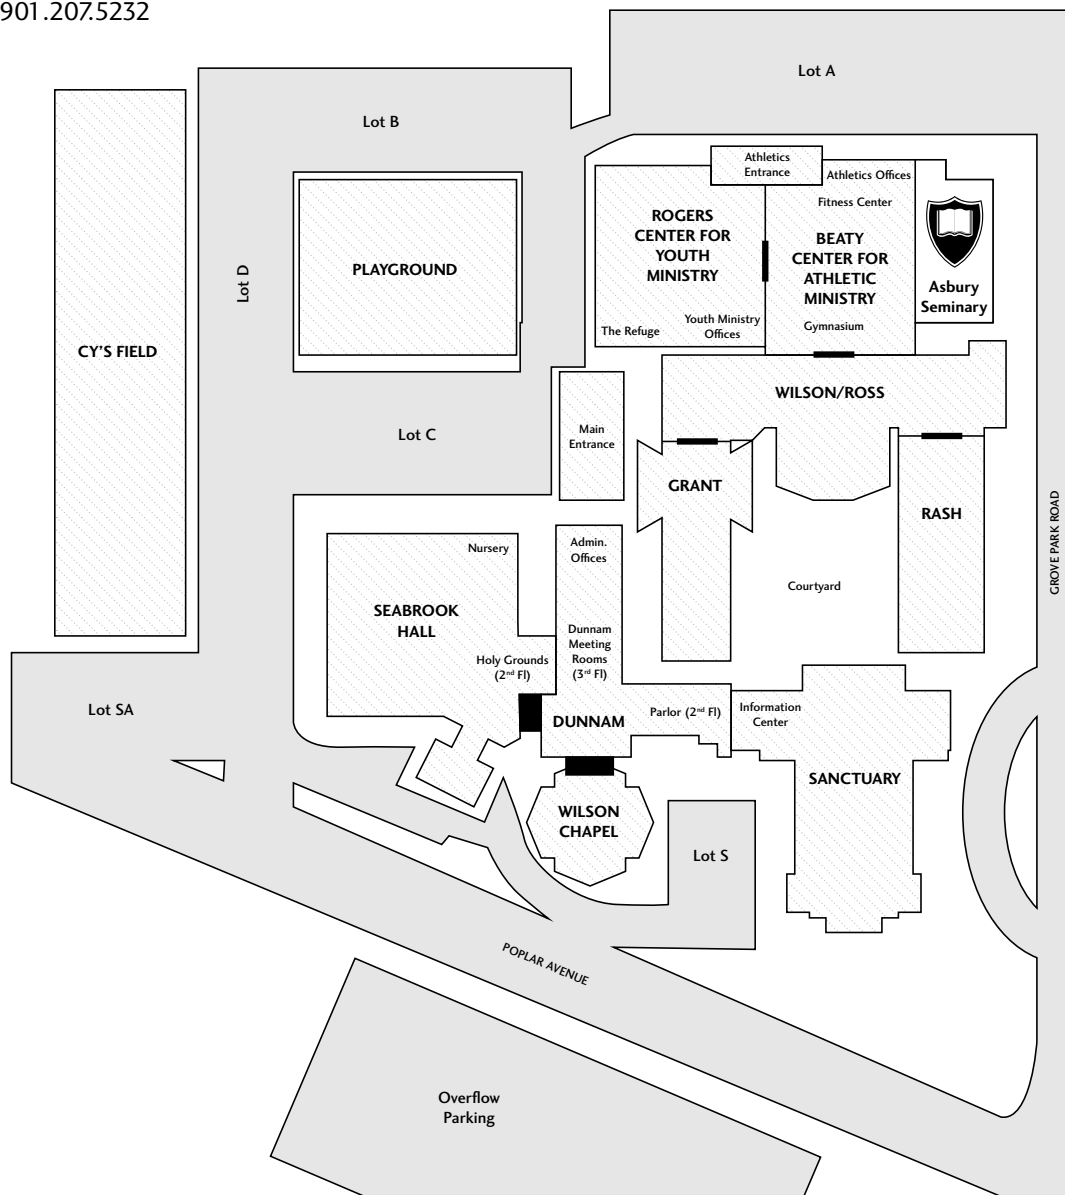 901.207.5232
Lot A
Lot B
Athletics
Entrance
Athletics Offices
Fitness Center
ROGERS
CENTER FOR
YOUTH
MINISTRY
BEATY
CENTER FOR
ATHLETIC
MINISTRY
PLAYGROUND
Lot D
Asbury
Seminary
The Refuge
Youth Ministry
Offices
Gymnasium
CY'S FIELD
WILSON/ROSS
Lot C
Main
Entrance
GRANT
RASH
GROVE PARK ROAD
Nursery
Admin.
Offices
Courtyard
SEABROOK
HALL
Dunnam
Meeting
Rooms
(3rd Fl)
Holy Grounds
(2nd Fl)
Lot SA
DUNNAM
Parlor (2nd Fl)
Information
Center
SANCTUARY
WILSON
CHAPEL
Lot S
POPLAR AVENUE
Overflow
Parking